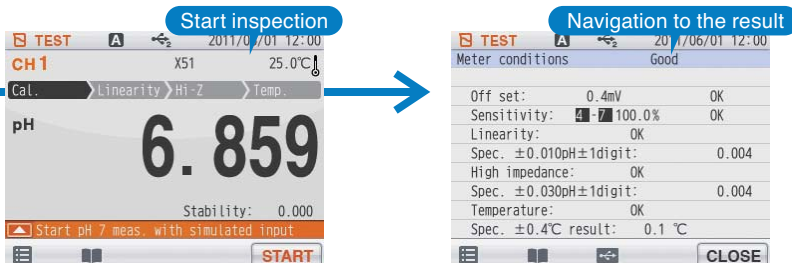 Start inspection
TEST A 2 2011/06/01 12:00
CH1 X51 25.0℃
Cal. Linearity Hi-Z Temp.
pH
6.859
Stability: 0.000
Start pH 7 meas. with simulated input
START
Navigation to the result
TEST A 2 2011/06/01 12:00
Meter conditions Good
Off set: 0.4mV OK
Sensitivity: 4-7 100.0% OK
Linearity: OK
Spec. ±0.010pH±1digit: 0.004
High impedance: OK
Spec. ±0.030pH±1digit: 0.004
Temperature: OK
Spec. ±0.4℃ result: 0.1 ℃
CLOSE